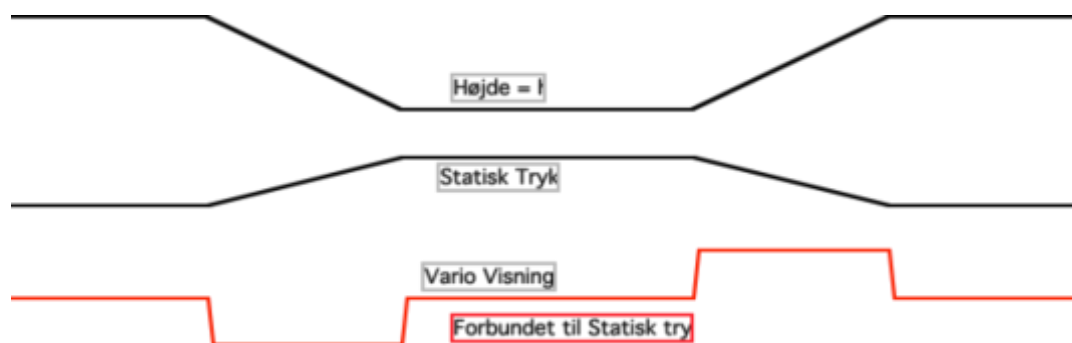 Højde = h
Statisk Tryk
Vario Visning
Forbundet til Statisk try